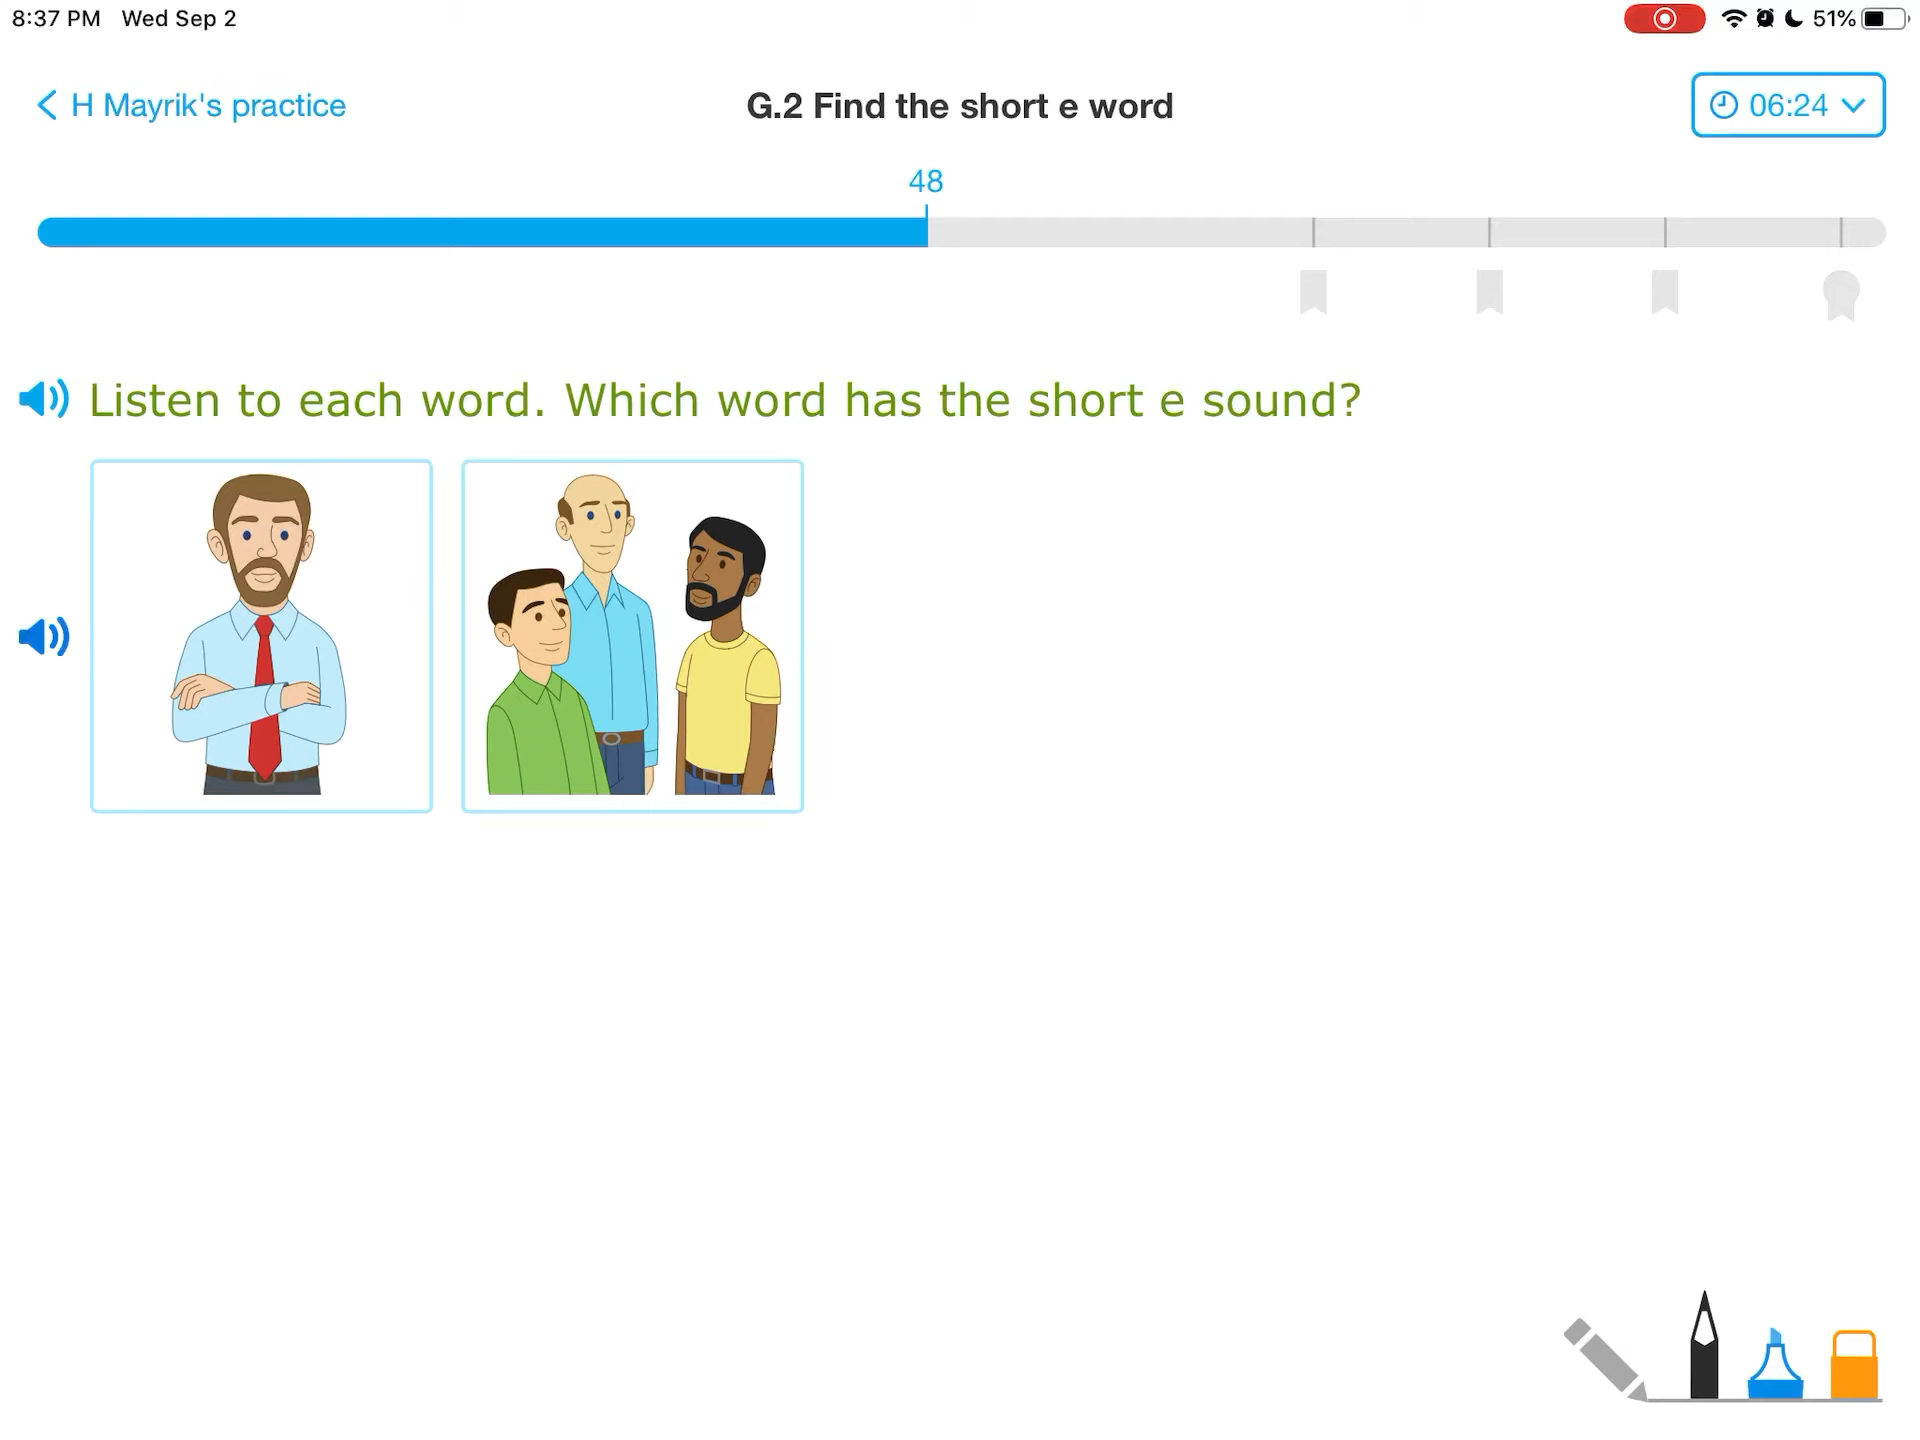 8:37 PM Wed Sep 2
51%
H Mayrik's practice
G.2 Find the short e word
06:24
48
Listen to each word. Which word has the short e sound?